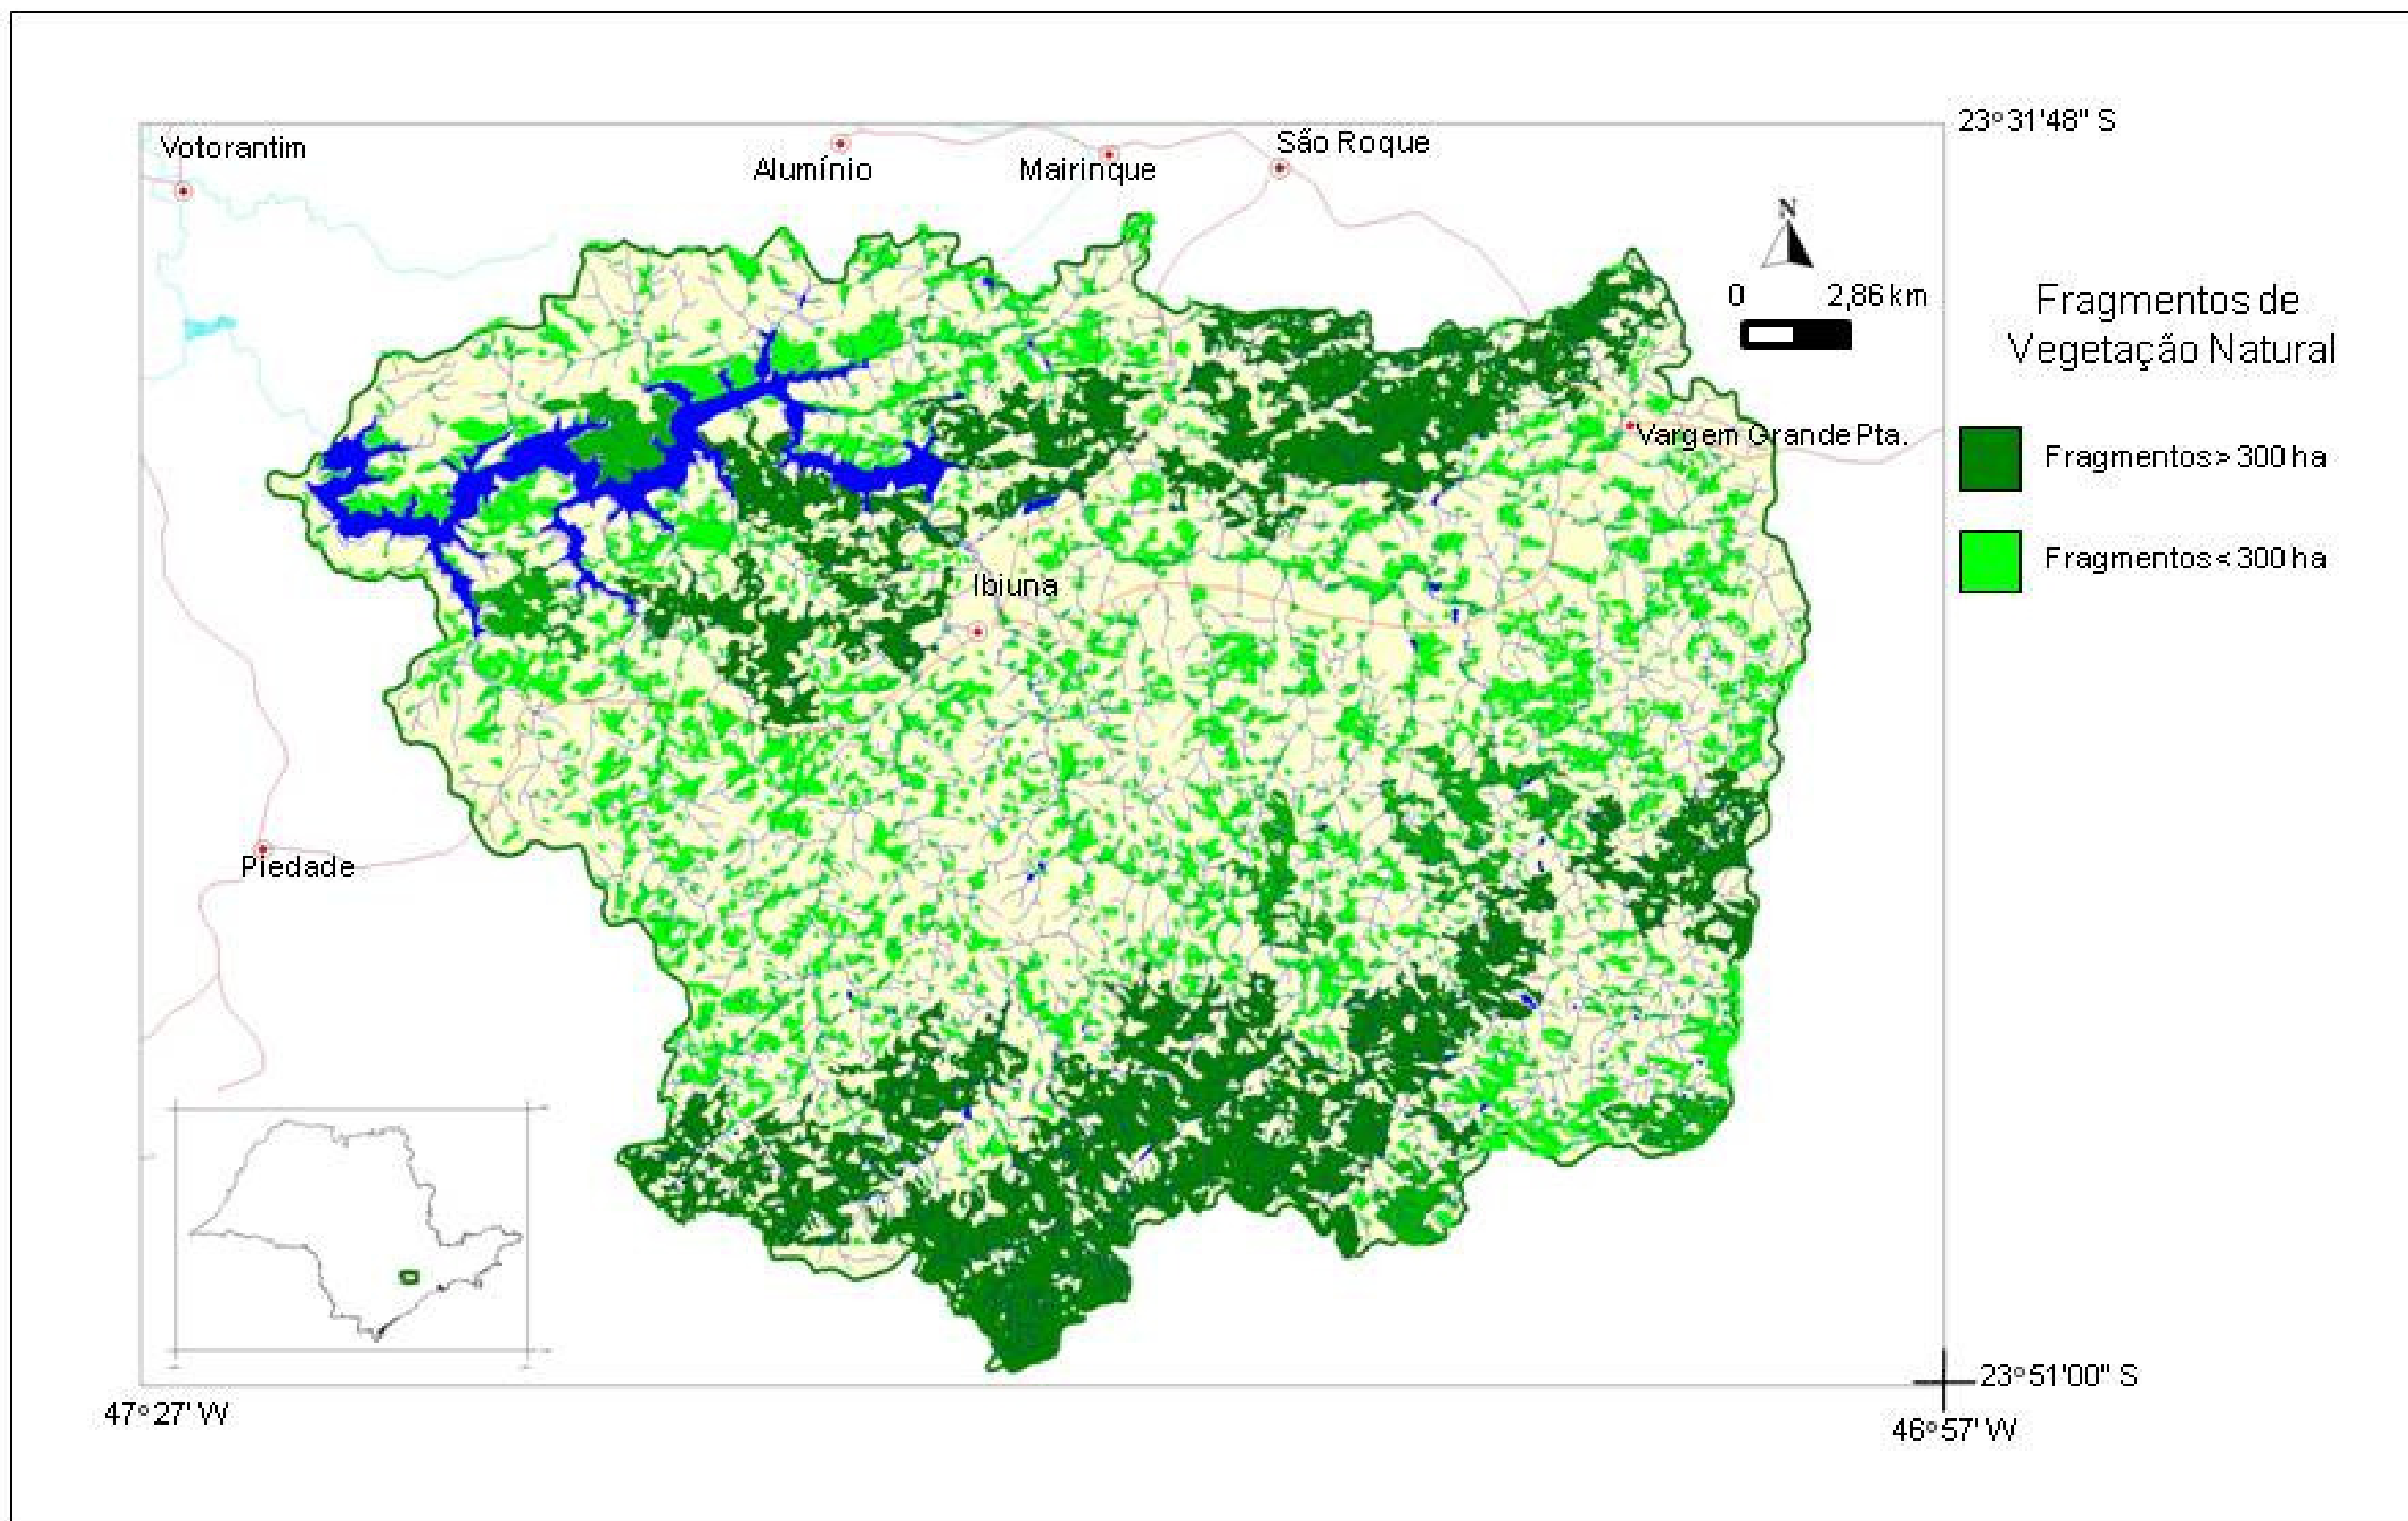 23°31'48" S
Votorantim
Alumínio
Mairinque
São Roque
N
0 2,86 km
Fragmentos de
Vegetação Natural
Vargem Grande Pta.
Fragmentos > 300 ha
Fragmentos < 300 ha
Ibiuna
Piedade
23°51'00" S
47°27' W
46°57' W